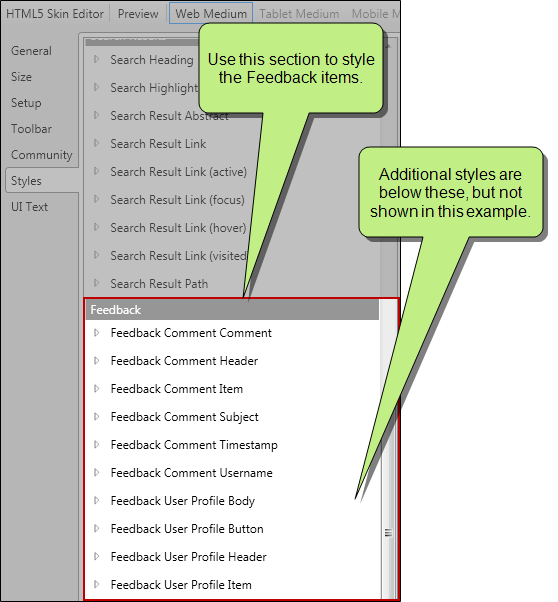 HTML5 Skin Editor Preview Web Medium Tablet Medium Mobile M
General
Size
Setup
Toolbar
Community
Styles
UI Text
Search Heading
Search Highlight
Search Result Abstract
Search Result Link
Search Result Link (active)
Search Result Link (focus)
Search Result Link (hover)
Search Result Link (visited
Search Result Path
Feedback
Feedback Comment Comment
Feedback Comment Header
Feedback Comment Item
Feedback Comment Subject
Feedback Comment Timestamp
Feedback Comment Username
Feedback User Profile Body
Feedback User Profile Button
Feedback User Profile Header
Feedback User Profile Item
Use this section to style
the Feedback items.
Additional styles are
below these, but not
shown in this example.